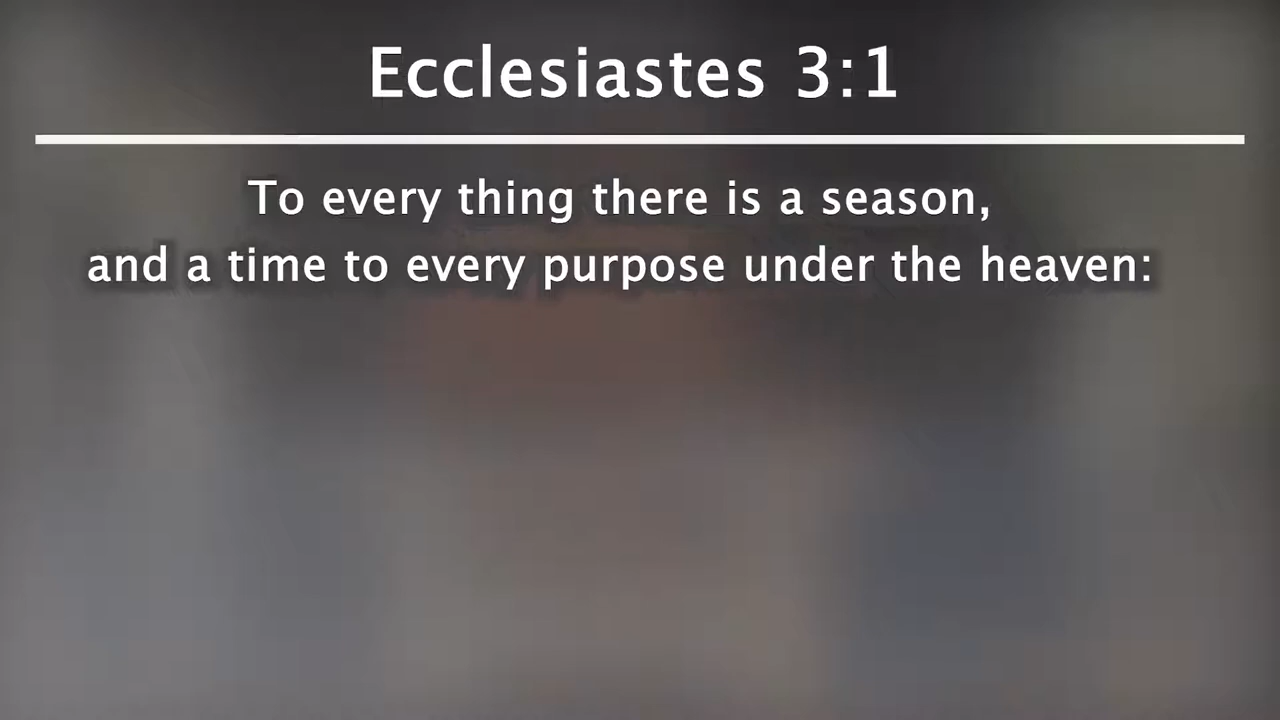 Ecclesiastes 3:1
To every thing there is a season,
and a time to every purpose under the heaven: